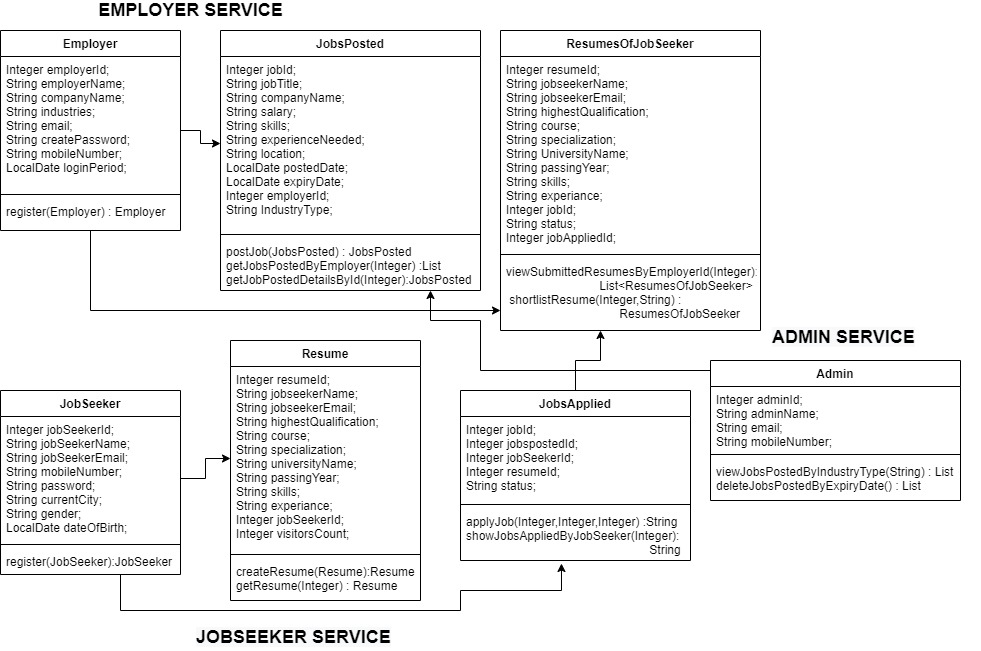 EMPLOYER SERVICE
Employer
Integer employerId;
String employerName;
String companyName;
String industries;
String email;
String createPassword;
String mobileNumber;
LocalDate loginPeriod;
register(Employer) : Employer
JobsPosted
Integer jobId;
String jobTitle;
String companyName;
String salary;
String skills;
String experienceNeeded;
String location;
LocalDate postedDate;
LocalDate expiryDate;
Integer employerId;
String IndustryType;
postJob(JobsPosted) : JobsPosted
getJobsPostedByEmployer(Integer) :List
getJobPostedDetailsById(Integer):JobsPosted
ResumesOfJobSeeker
Integer resumeId;
String jobseekerName;
String jobseekerEmail;
String highestQualification;
String course;
String specialization;
String UniversityName;
String passingYear;
String skills;
String experiance;
Integer jobId;
String status;
Integer jobAppliedId;
viewSubmittedResumesByEmployerId(Integer):
List<ResumesOfJobSeeker>
shortlistResume(Integer,String) :
ResumesOfJobSeeker
ADMIN SERVICE
Admin
Integer adminId;
String adminName;
String email;
String mobileNumber;
viewJobsPostedByIndustryType(String) : List
deleteJobsPostedByExpiryDate() : List
JobSeeker
Integer jobSeekerId;
String jobSeekerName;
String jobSeekerEmail;
String mobileNumber;
String password;
String currentCity;
String gender;
LocalDate dateOfBirth;
register(JobSeeker):JobSeeker
Resume
Integer resumeId;
String jobseekerName;
String jobseekerEmail;
String highestQualification;
String course;
String specialization;
String universityName;
String passingYear;
String skills;
String experiance;
Integer jobSeekerId;
Integer visitorsCount;
createResume(Resume):Resume
getResume(Integer) : Resume
JobsApplied
Integer jobId;
Integer jobspostedId;
Integer jobSeekerId;
Integer resumeId;
String status;
applyJob(Integer,Integer,Integer) :String
showJobsAppliedByJobSeeker(Integer):
String
JOBSEEKER SERVICE